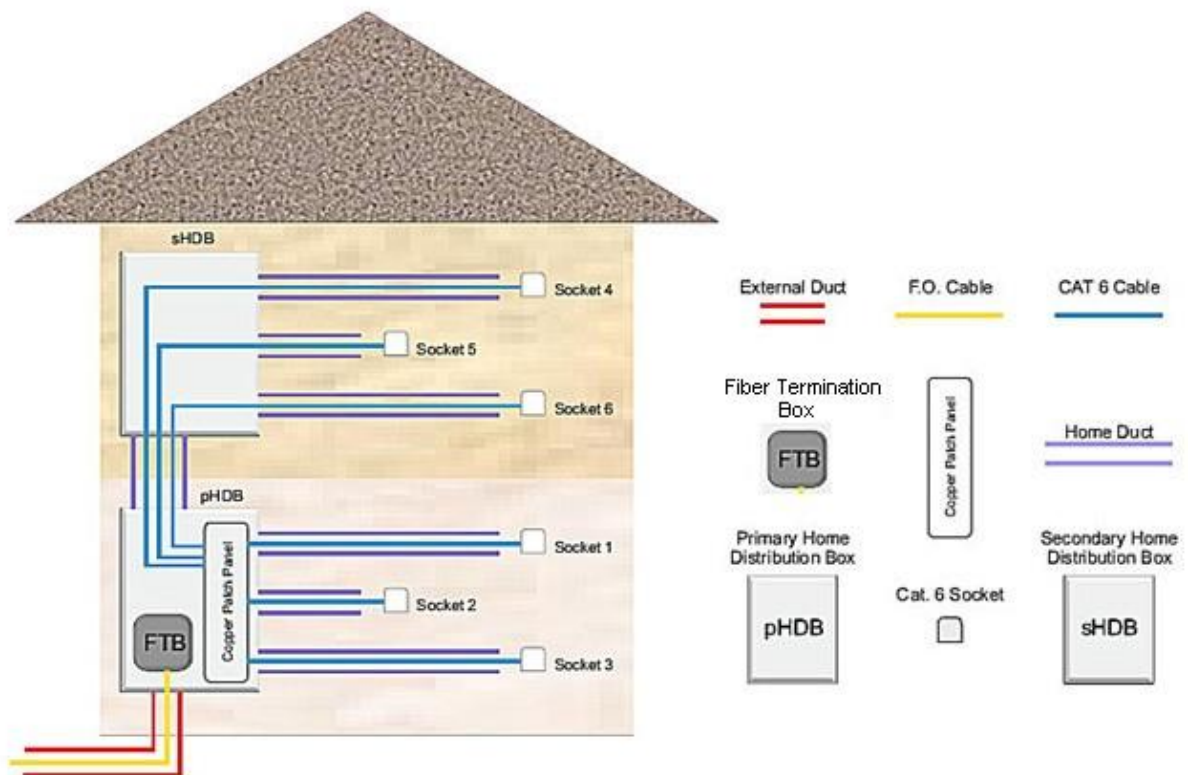 sHDB
Socket 4
Socket 5
Socket 6
pHDB
Copper Patch Panel
FTB
Socket 1
Socket 2
Socket 3
External Duct
F.O. Cable
CAT 6 Cable
Fiber Termination
Box
FTB
Copper Patch Panel
Home Duct
Primary Home
Distribution Box
pHDB
Cat. 6 Socket
Secondary Home
Distribution Box
sHDB